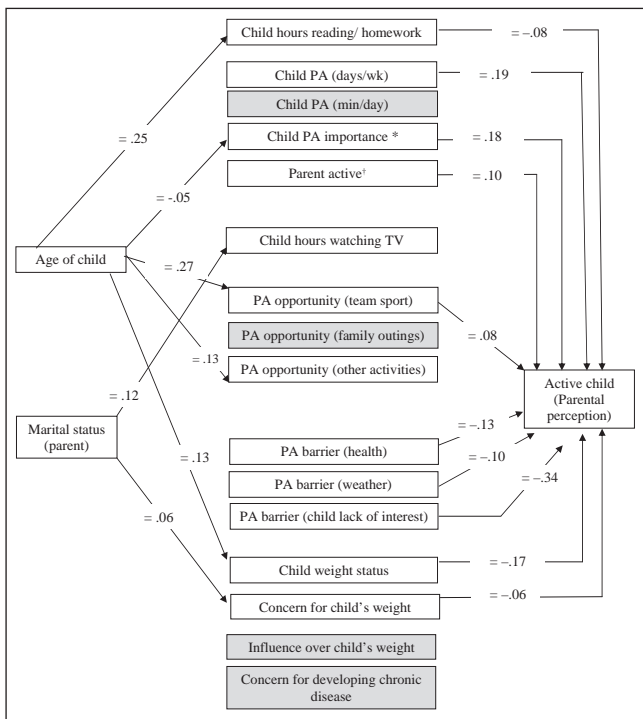 Child hours reading/ homework
= –.08
Child PA (days/wk)
= .19
Child PA (min/day)
= .25
Child PA importance *
= .18
= -.05
Parent active†
= .10
Child hours watching TV
Age of child
= .27
PA opportunity (team sport)
= .08
PA opportunity (family outings)
= .13
PA opportunity (other activities)
Active child
(Parental
perception)
= .12
Marital status
(parent)
PA barrier (health)
= –.13
= .13
PA barrier (weather)
= –.10
= –.34
PA barrier (child lack of interest)
= .06
Child weight status
= –.17
Concern for child’s weight
= –.06
Influence over child’s weight
Concern for developing chronic
disease